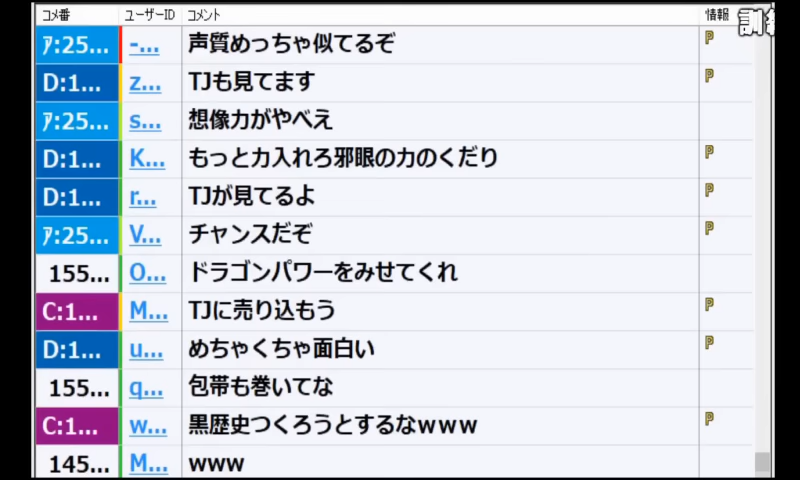 コメ番 ユーザーID コメント 情報
ｱ:25... -... 声質めっちゃ似てるぞ P
D:1... z... TJも見てます P
ｱ:25... s... 想像力がやべえ
D:1... K... もっと力入れろ邪眼の力のくだり P
D:1... r... TJが見てるよ P
ｱ:25... V... チャンスだぞ P
155... O... ドラゴンパワーをみせてくれ
C:1... M... TJに売り込もう P
D:1... u... めちゃくちゃ面白い P
155... q... 包帯も巻いてな
C:1... w... 黒歴史つくろうとするなｗｗｗ P
145... M... www